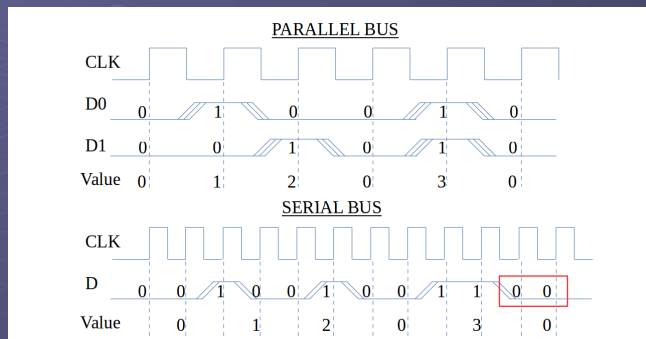 PARALLEL BUS
CLK
D0 0 1 0 0 1 0
D1 0 0 1 0 1 0
Value 0 1 2 0 3 0
SERIAL BUS
CLK
D 0 0 1 0 0 1 0 0 1 1 0 0
Value 0 1 2 0 3 0